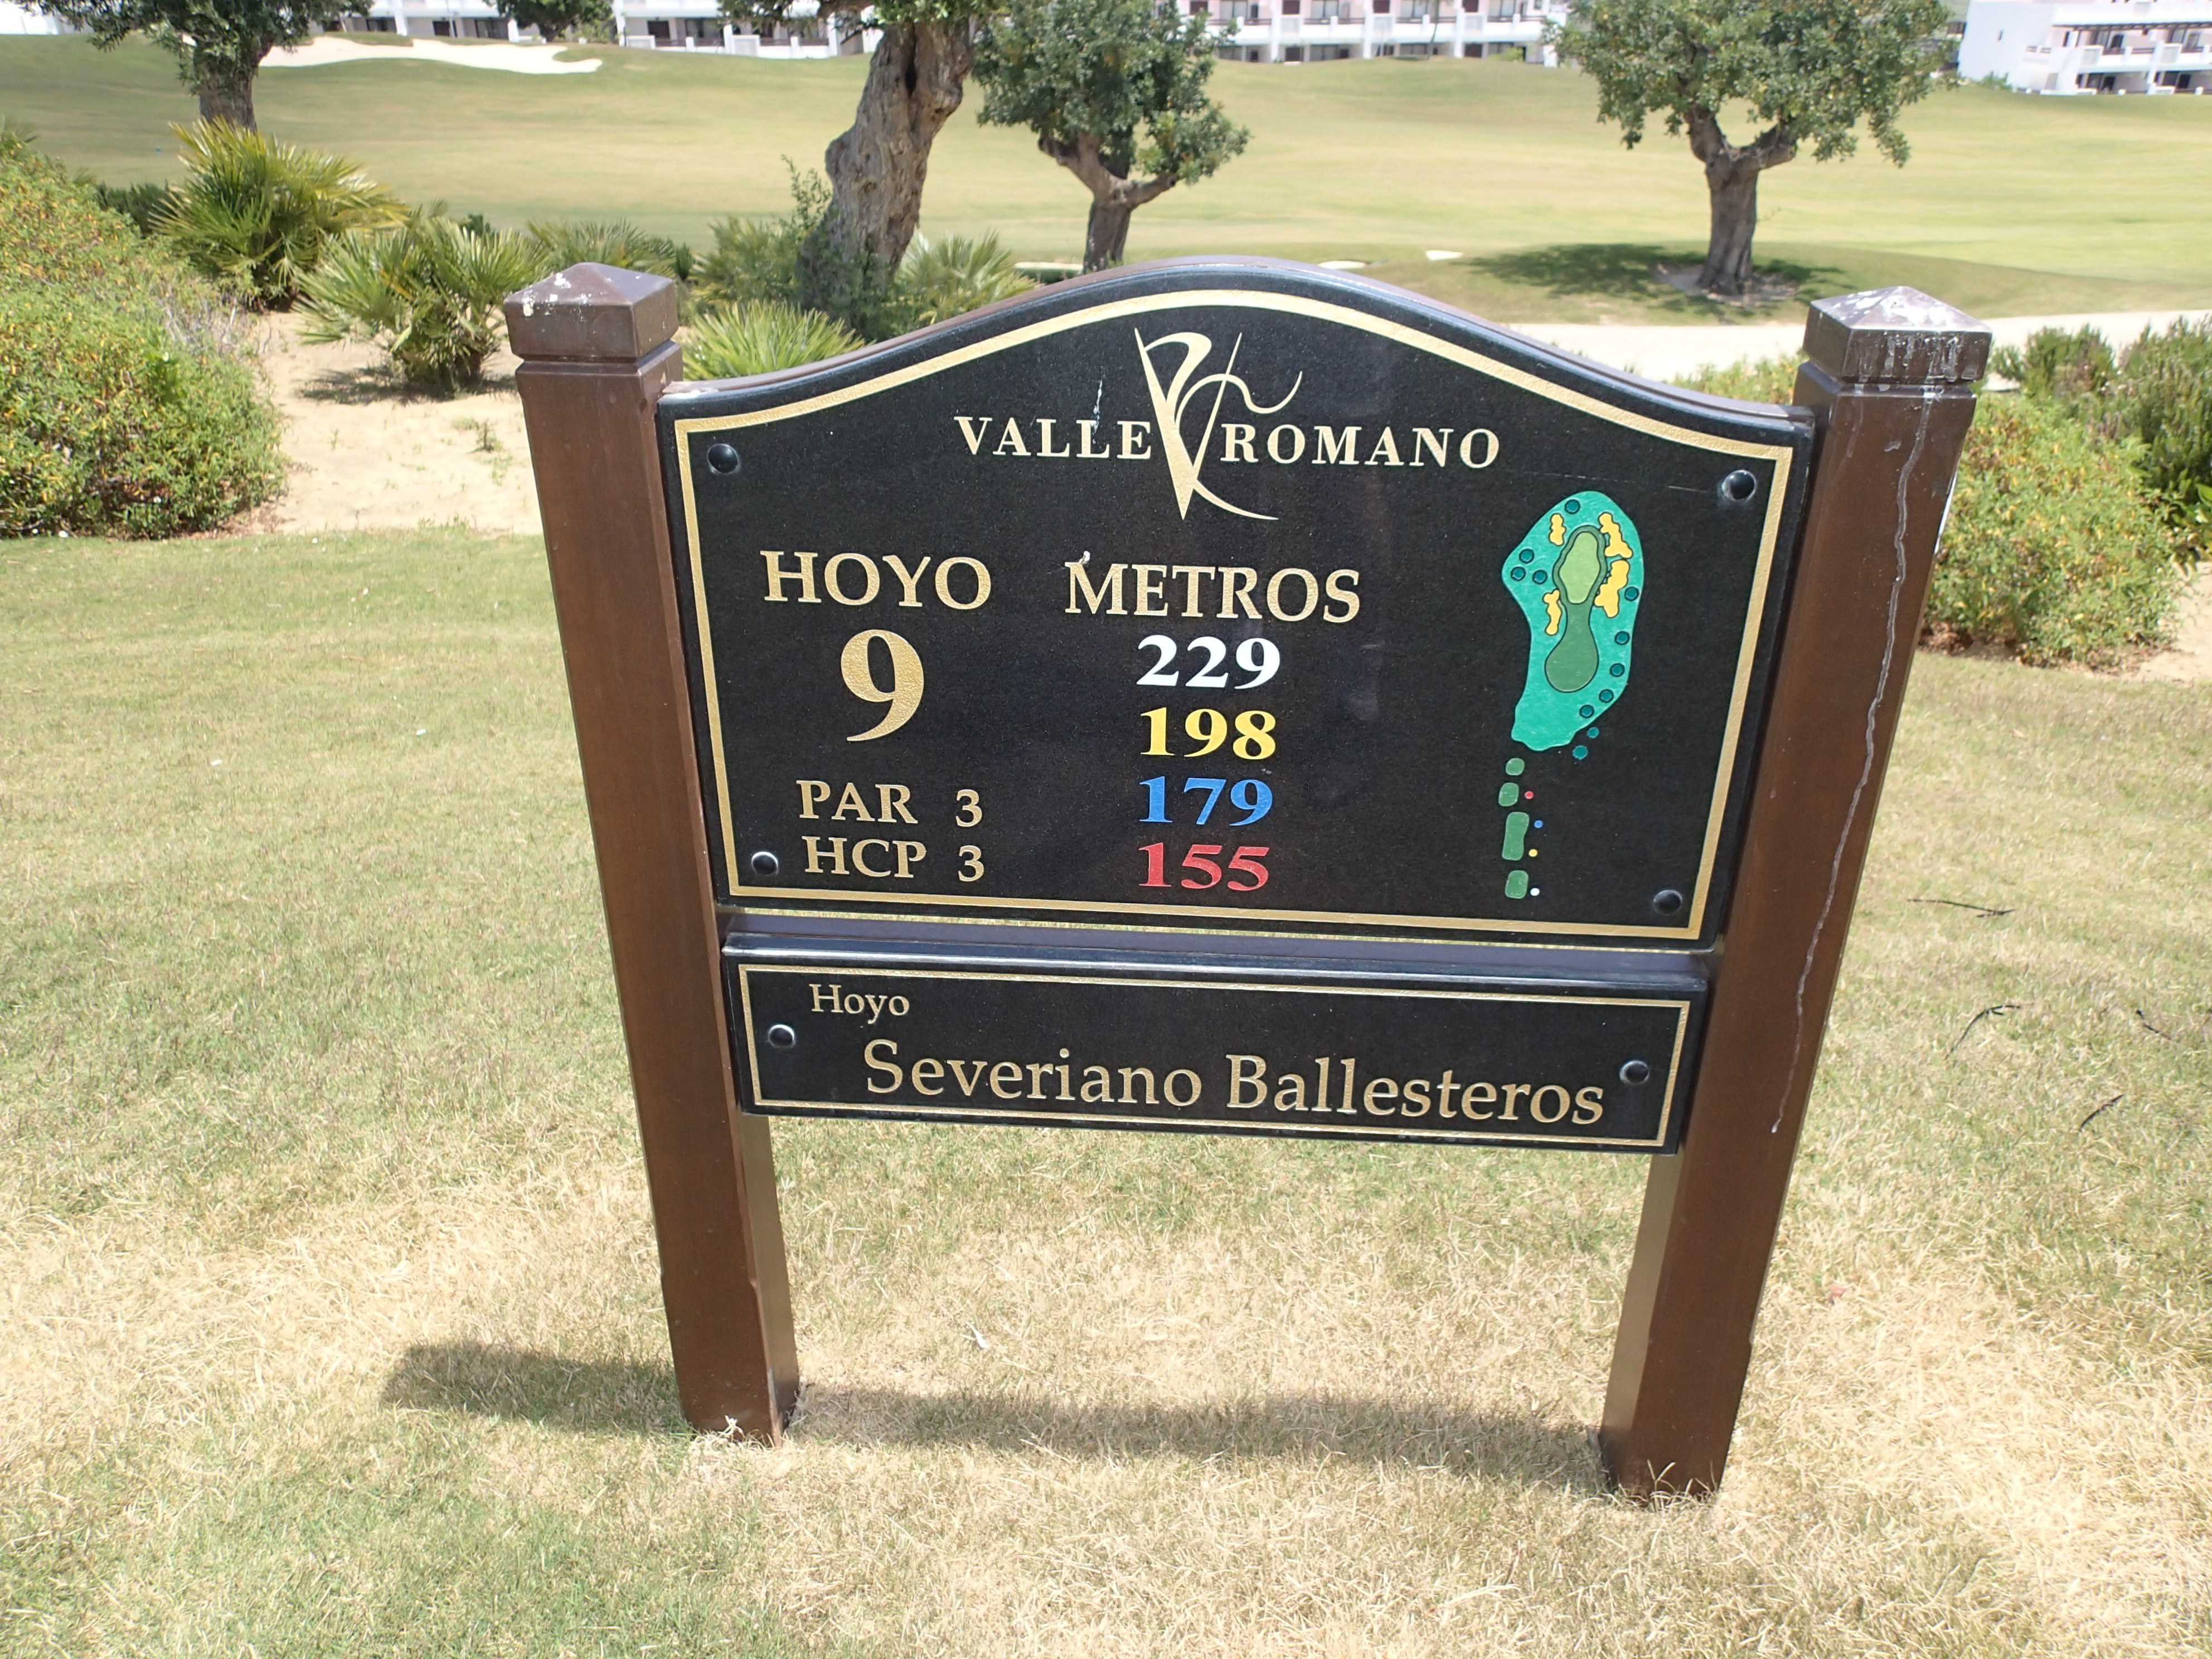 VALLE ROMANO
HOYO METROS
9
229
198
179
155
PAR 3
HCP 3
Hoyo
Severiano Ballesteros